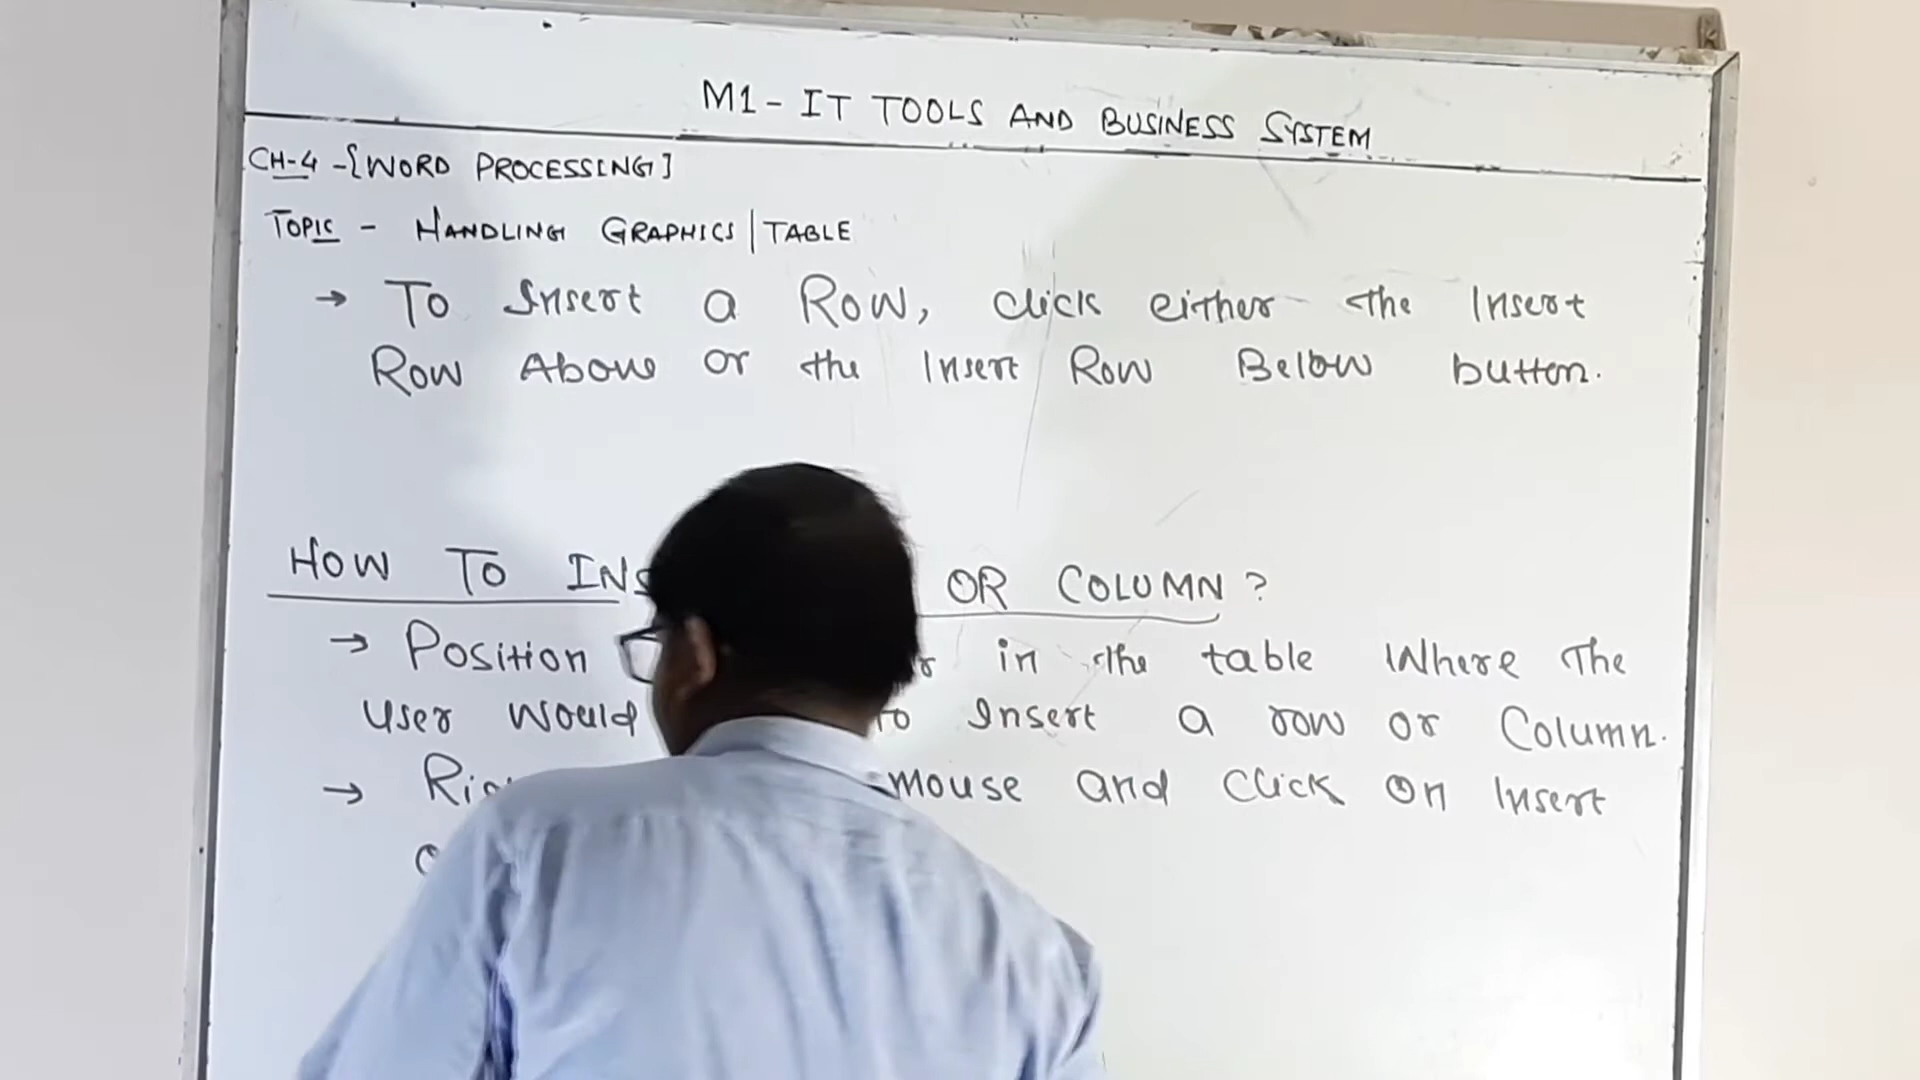 M1 - IT TOOLS AND BUSINESS SYSTEM
CH-4 - [WORD PROCESSING]
TOPIC - HANDLING GRAPHICS | TABLE
→ To Insert a Row, click either the Insert
Row Above or the Insert Row Below button.
HOW TO OR COLUMN ?
→ Position in the table Where The
user would to Insert a row or Column.
→ mouse and Click On Insert